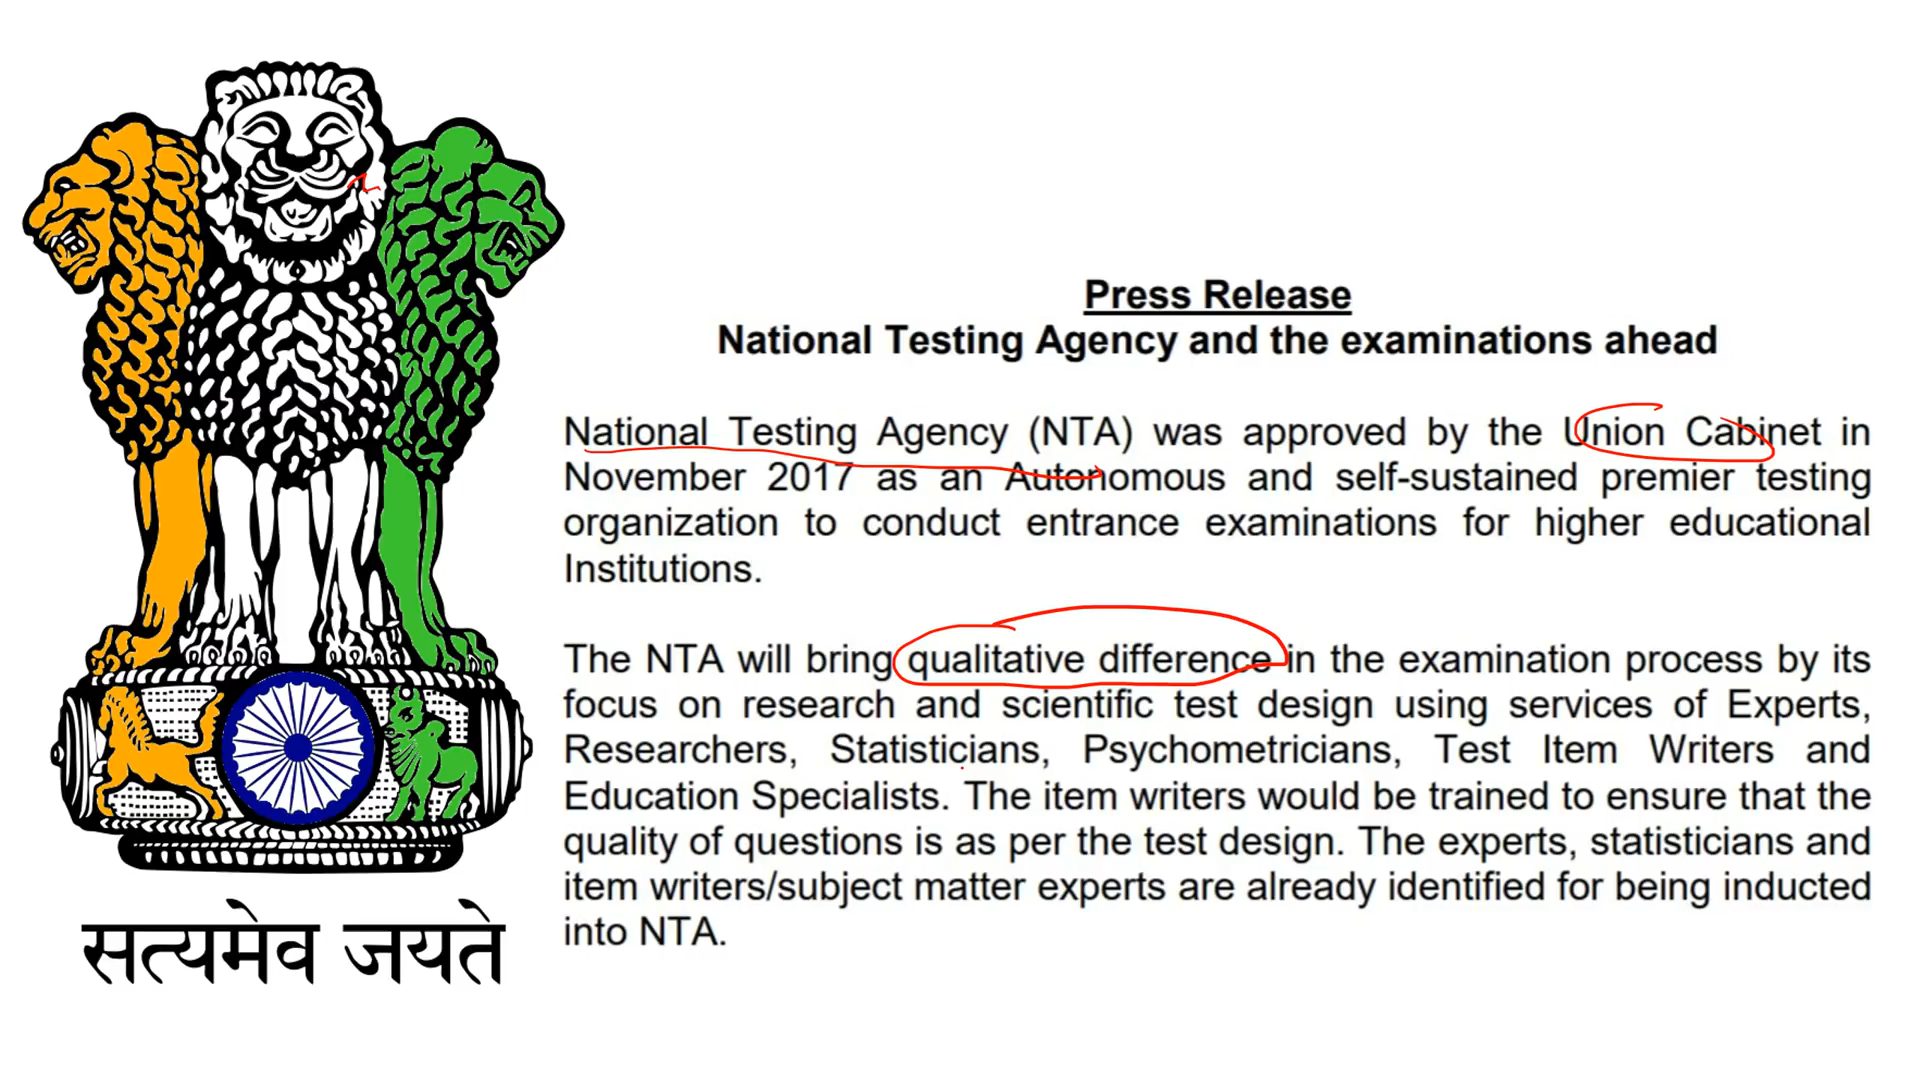 Press Release
National Testing Agency and the examinations ahead
National Testing Agency (NTA) was approved by the Union Cabinet in
November 2017 as an Autonomous and self-sustained premier testing
organization to conduct entrance examinations for higher educational
Institutions.
The NTA will bring qualitative difference in the examination process by its
focus on research and scientific test design using services of Experts,
Researchers, Statisticians, Psychometricians, Test Item Writers and
Education Specialists. The item writers would be trained to ensure that the
quality of questions is as per the test design. The experts, statisticians and
item writers/subject matter experts are already identified for being inducted
into NTA.
सत्यमेव जयते